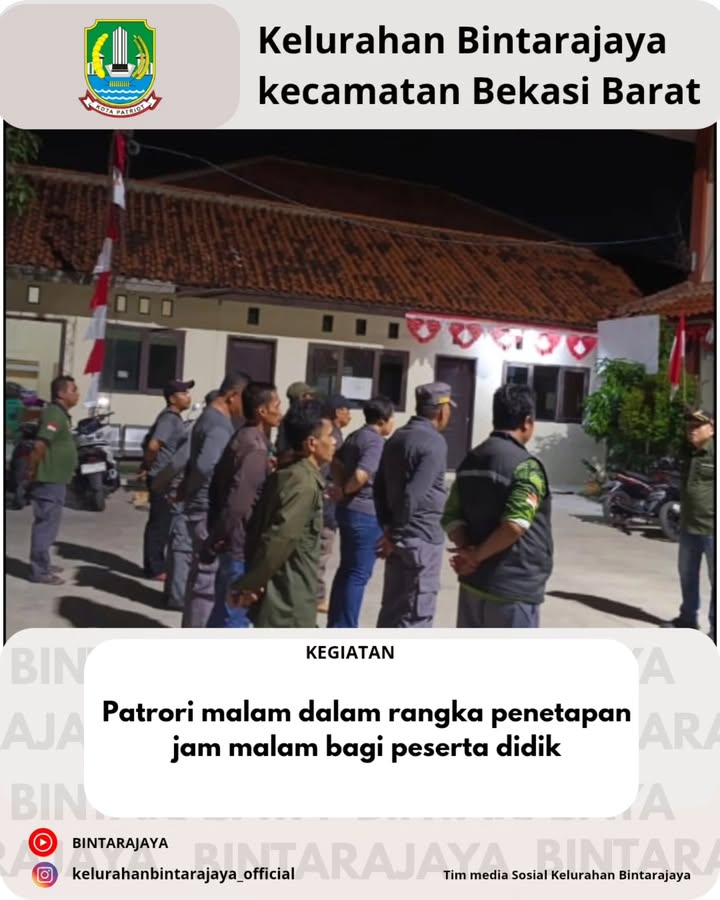 KOTA PATRIOT
Kelurahan Bintarajaya
kecamatan Bekasi Barat
KEGIATAN
Patrori malam dalam rangka penetapan
jam malam bagi peserta didik
BINTARAJAYA
kelurahanbintarajaya_official
Tim media Sosial Kelurahan Bintarajaya